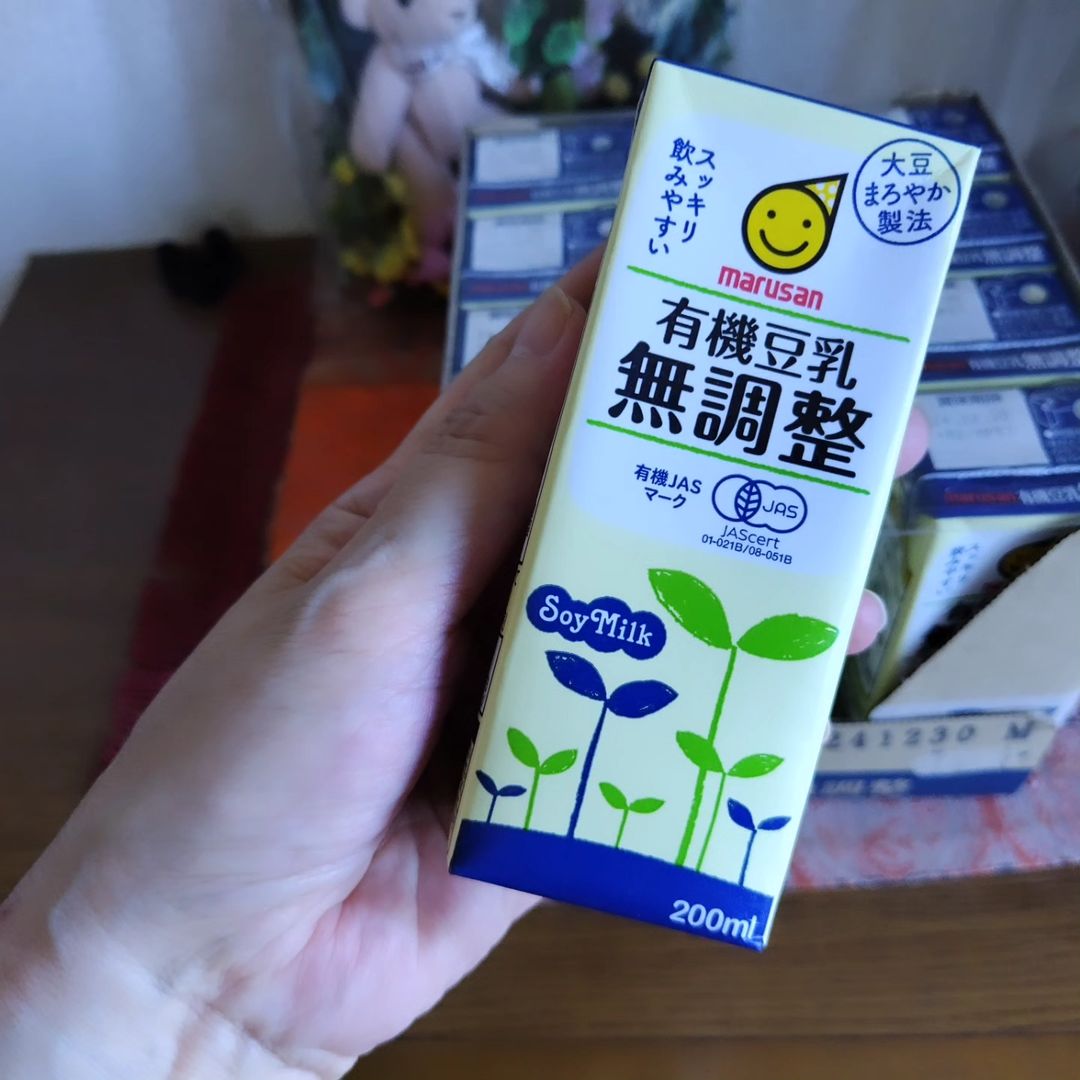 スッキリ
飲みやすい
大豆
まろやか
製法
marusan
有機豆乳
無調整
有機JAS
マーク
JAS
JAScert
01-021B/08-051B
Soy Milk
200ml
marusan
241230 M